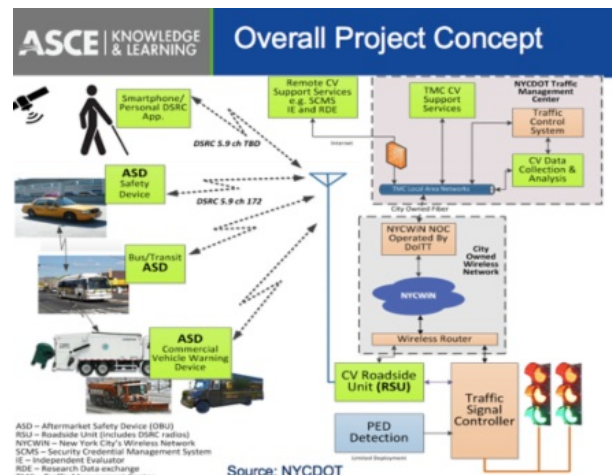 ASCE KNOWLEDGE
& LEARNING
Overall Project Concept
Smartphone/
Personal DSRC
App.
DSRC 5.9 ch TBD
ASD
Safety
Device
DSRC 5.9 ch 172
Bus/Transit
ASD
ASD
Commercial
Vehicle Warning
Device
Remote CV
Support Services
e.g. SCMS
IE and RDE
Internet
TMC CV
Support
Services
NYCDOT Traffic
Management
Center
Traffic
Control
System
CV Data
Collection &
Analysis
TMC Local Area Networks
City Owned Fiber
NYCWiN NOC
Operated By
DoITT
City
Owned
Wireless
Network
NYCWiN
Wireless Router
CV Roadside
Unit (RSU)
PED
Detection
Limited Deployment
Traffic
Signal
Controller
ASD – Aftermarket Safety Device (OBU)
RSU – Roadside Unit (includes DSRC radios)
NYCWiN – New York City's Wireless Network
SCMS – Security Credential Management System
IE – Independent Evaluator
RDE – Research Data exchange
Source: NYCDOT